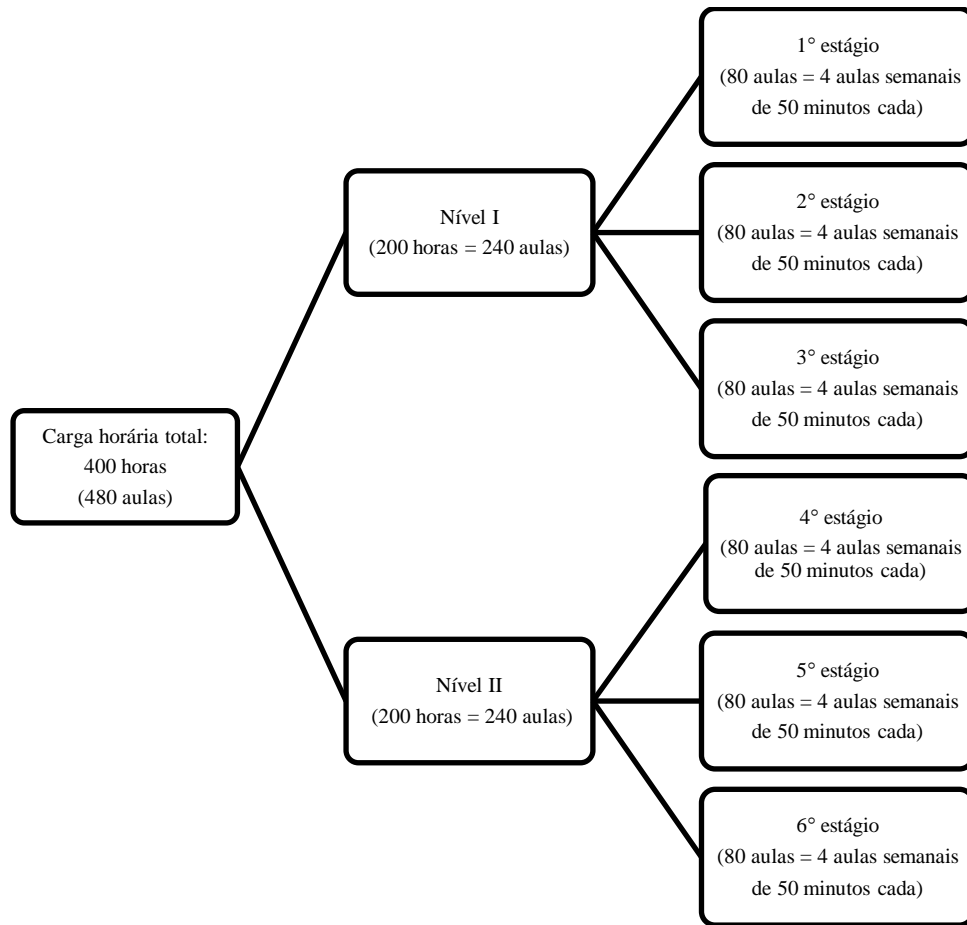 Carga horária total:
400 horas
(480 aulas)
Nível I
(200 horas = 240 aulas)
1° estágio
(80 aulas = 4 aulas semanais
de 50 minutos cada)
2° estágio
(80 aulas = 4 aulas semanais
de 50 minutos cada)
3° estágio
(80 aulas = 4 aulas semanais
de 50 minutos cada)
Nível II
(200 horas = 240 aulas)
4° estágio
(80 aulas = 4 aulas semanais
de 50 minutos cada)
5° estágio
(80 aulas = 4 aulas semanais
de 50 minutos cada)
6° estágio
(80 aulas = 4 aulas semanais
de 50 minutos cada)